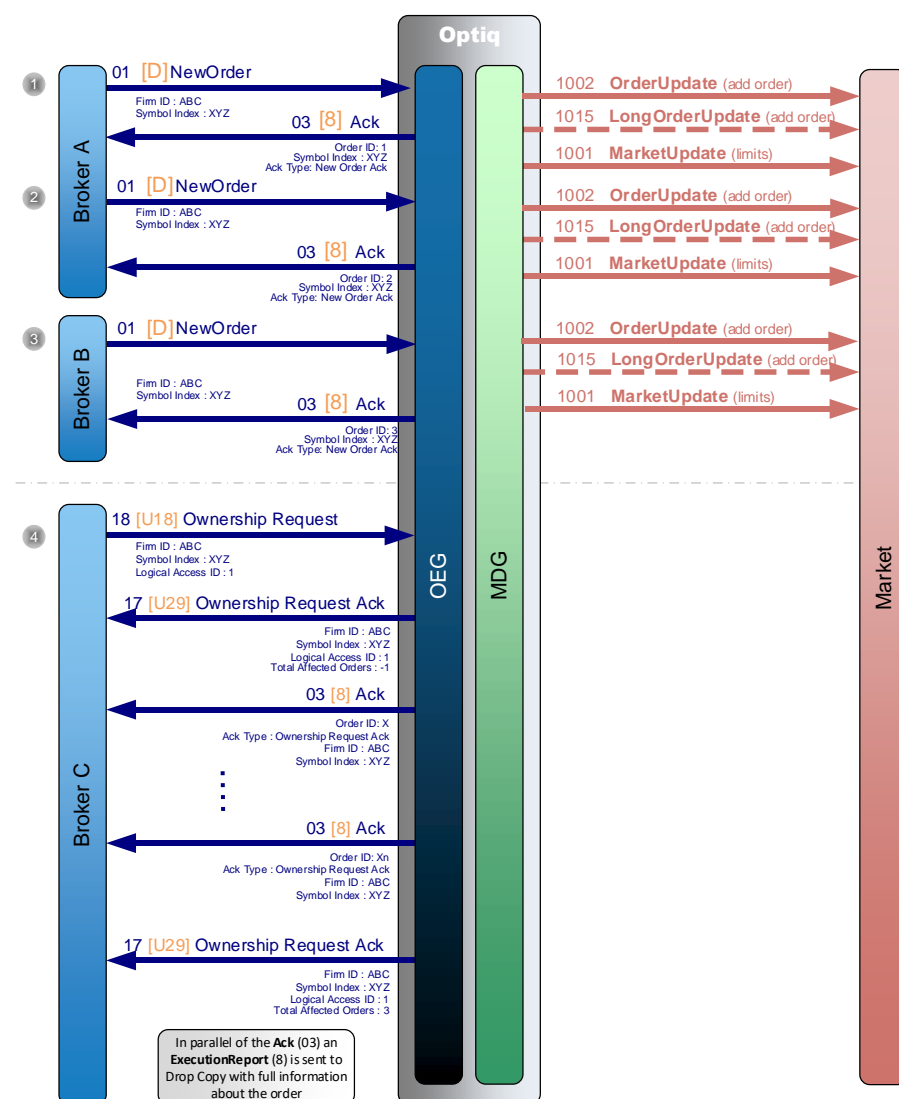 Optiq
1
Broker A
01 [D]NewOrder
Firm ID : ABC
Symbol Index : XYZ
03 [8] Ack
Order ID: 1
Symbol Index : XYZ
Ack Type: New Order Ack
1002 OrderUpdate (add order)
1015 LongOrderUpdate (add order)
1001 MarketUpdate (limits)
2
01 [D]NewOrder
Firm ID : ABC
Symbol Index : XYZ
03 [8] Ack
Order ID: 2
Symbol Index : XYZ
Ack Type: New Order Ack
1002 OrderUpdate (add order)
1015 LongOrderUpdate (add order)
1001 MarketUpdate (limits)
3
Broker B
01 [D]NewOrder
Firm ID : ABC
Symbol Index : XYZ
03 [8] Ack
Order ID: 3
Symbol Index : XYZ
Ack Type: New Order Ack
1002 OrderUpdate (add order)
1015 LongOrderUpdate (add order)
1001 MarketUpdate (limits)
OEG
MDG
Market
4
Broker C
18 [U18] Ownership Request
Firm ID : ABC
Symbol Index : XYZ
Logical Access ID : 1
17 [U29] Ownership Request Ack
Firm ID : ABC
Symbol Index : XYZ
Logical Access ID : 1
Total Affected Orders : -1
03 [8] Ack
Order ID: X
Ack Type : Ownership Request Ack
Firm ID : ABC
Symbol Index : XYZ
03 [8] Ack
Order ID: Xn
Ack Type : Ownership Request Ack
Firm ID : ABC
Symbol Index : XYZ
17 [U29] Ownership Request Ack
Firm ID : ABC
Symbol Index : XYZ
Logical Access ID : 1
Total Affected Orders : 3
In parallel of the Ack (03) an
ExecutionReport (8) is sent to
Drop Copy with full information
about the order